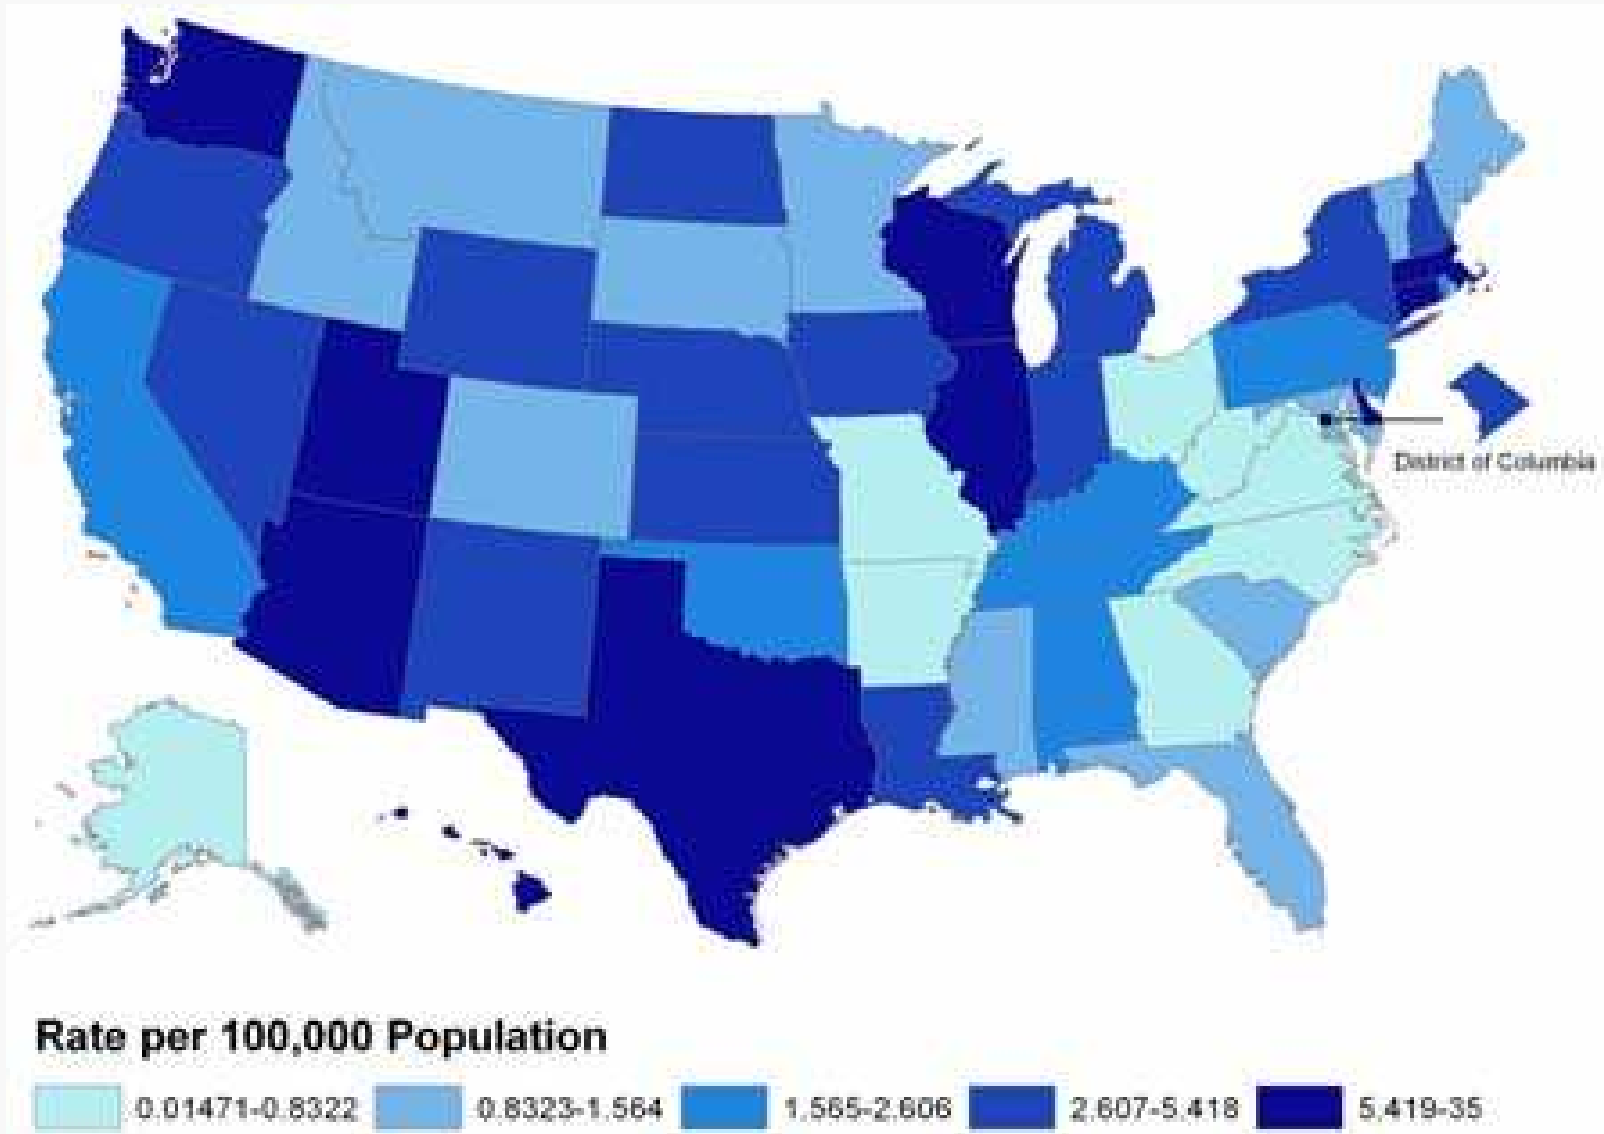 District of Columbia
Rate per 100,000 Population
0.01471-0.8322 0.8323-1.564 1.565-2.606 2.607-5.418 5.419-35